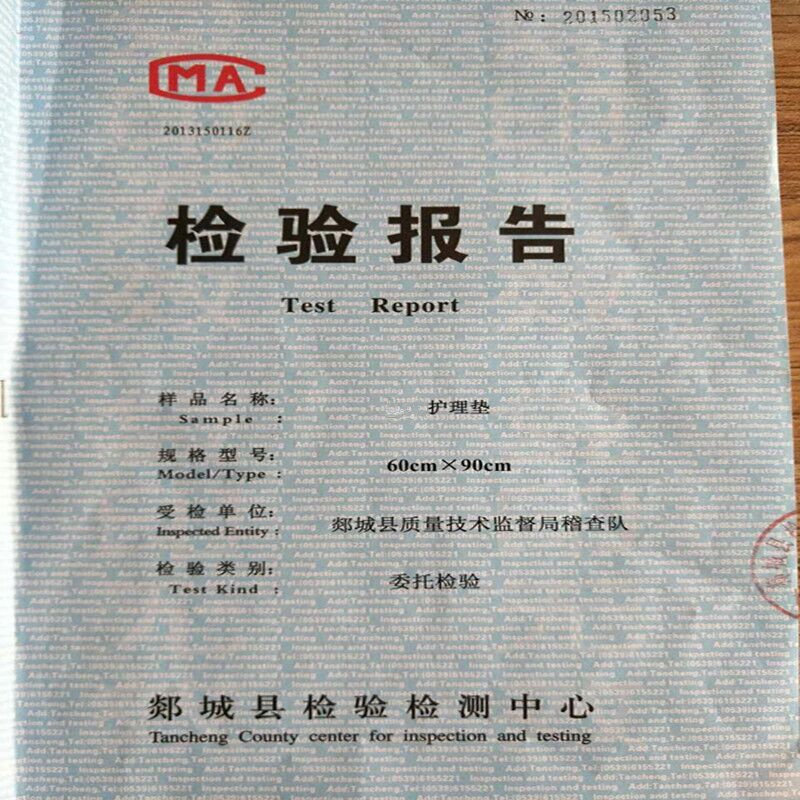 №: 201502053
CMA
2013150116Z
检验报告
Test Report
样品名称: 护理垫
Sample :
规格型号: 60cm×90cm
Model/Type :
受检单位: 郯城县质量技术监督局稽查队
Inspected Entity :
检验类别: 委托检验
Test Kind :
郯城县检验检测中心
Tancheng County center for inspection and testing